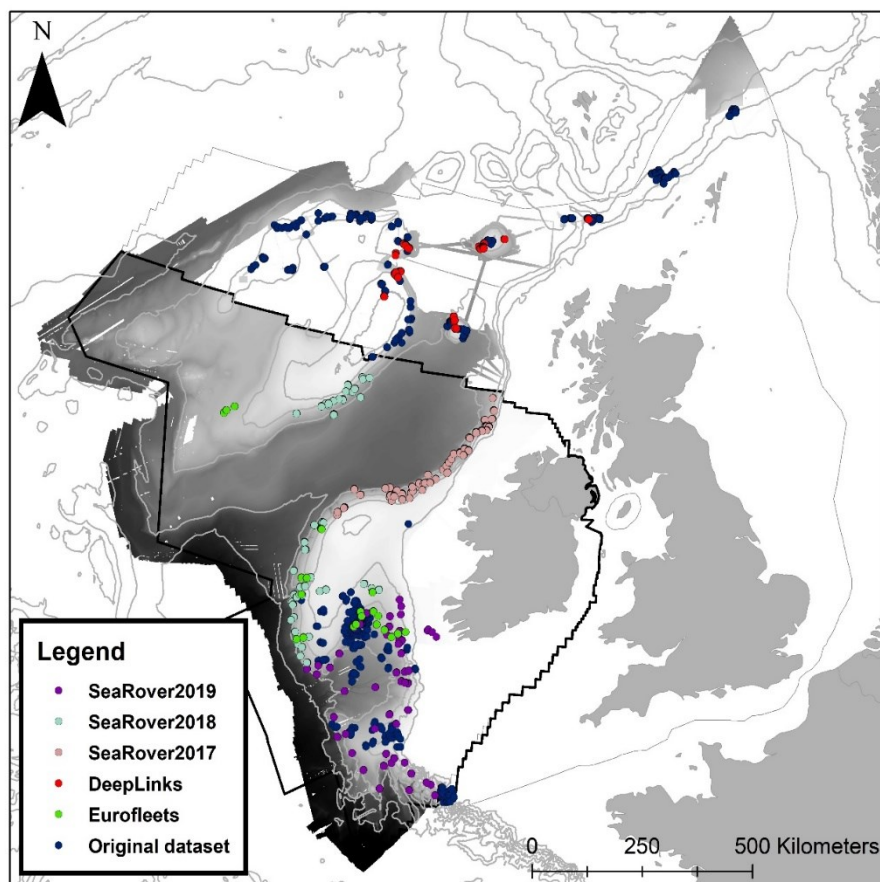 N
Legend
SeaRover2019
SeaRover2018
SeaRover2017
DeepLinks
Eurofleets
Original dataset
0 250 500 Kilometers